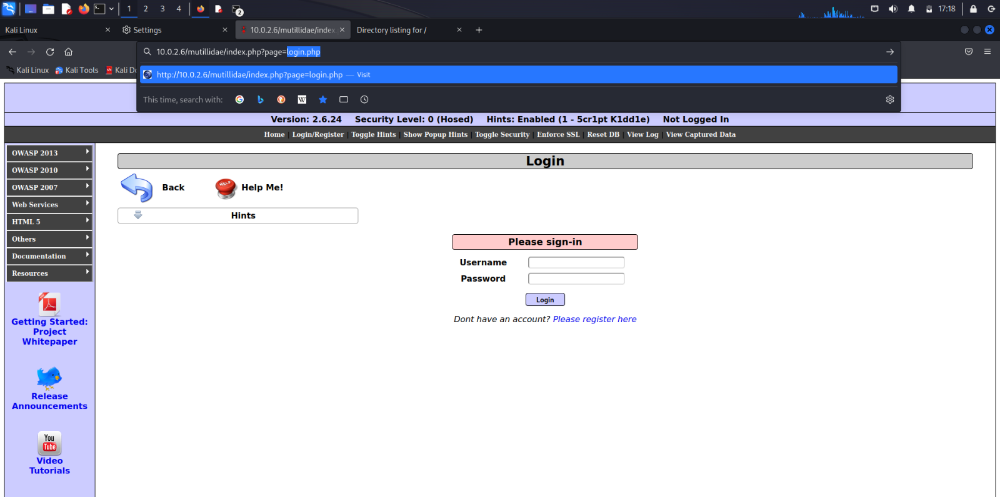 1 2 3 4 2 17:18
Kali Linux Settings 10.0.2.6/mutillidae/index. Directory listing for /
10.0.2.6/mutillidae/index.php?page=login.php
Kali Linux Kali Tools Kali Do
http://10.0.2.6/mutillidae/index.php?page=login.php — Visit
This time, search with:
Version: 2.6.24 Security Level: 0 (Hosed) Hints: Enabled (1 - 5cr1pt K1dd1e) Not Logged In
Home | Login/Register | Toggle Hints | Show Popup Hints | Toggle Security | Enforce SSL | Reset DB | View Log | View Captured Data
OWASP 2013
OWASP 2010
OWASP 2007
Web Services
HTML 5
Others
Documentation
Resources
Getting Started:
Project
Whitepaper
Release
Announcements
You
Tube
Video
Tutorials
Login
Back HELP Help Me!
Hints
Please sign-in
Username
Password
Login
Dont have an account? Please register here